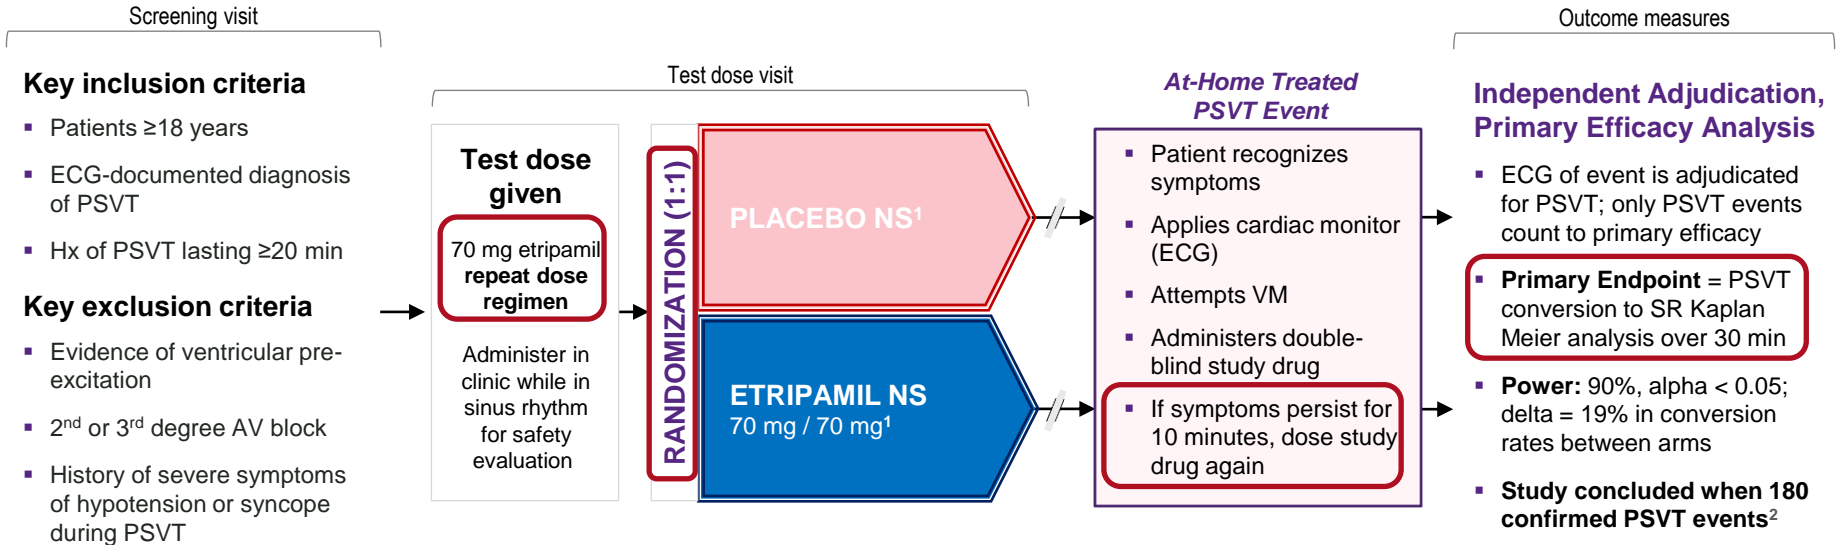 Screening visit
Key inclusion criteria
▪ Patients ≥18 years
▪ ECG-documented diagnosis
of PSVT
▪ Hx of PSVT lasting ≥20 min
Key exclusion criteria
▪ Evidence of ventricular pre-
excitation
▪ 2nd or 3rd degree AV block
▪ History of severe symptoms
of hypotension or syncope
during PSVT
Test dose visit
Test dose
given
70 mg etripamil
repeat dose
regimen
Administer in
clinic while in
sinus rhythm
for safety
evaluation
RANDOMIZATION (1:1)
PLACEBO NS¹
ETRIPAMIL NS
70 mg / 70 mg¹
At-Home Treated
PSVT Event
▪ Patient recognizes
symptoms
▪ Applies cardiac monitor
(ECG)
▪ Attempts VM
▪ Administers double-
blind study drug
▪ If symptoms persist for
10 minutes, dose study
drug again
Outcome measures
Independent Adjudication,
Primary Efficacy Analysis
▪ ECG of event is adjudicated
for PSVT; only PSVT events
count to primary efficacy
▪ Primary Endpoint = PSVT
conversion to SR Kaplan
Meier analysis over 30 min
▪ Power: 90%, alpha < 0.05;
delta = 19% in conversion
rates between arms
▪ Study concluded when 180
confirmed PSVT events²